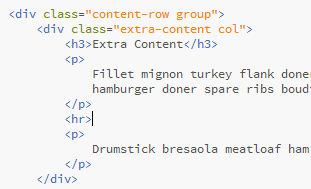 <div class="content-row group">
<div class="extra-content col">
<h3>Extra Content</h3>
<p>
Fillet mignon turkey flank doner
hamburger doner spare ribs
</p>
<hr>
<p>
Drumstick bresaola meatloaf ham
</p>
</div>